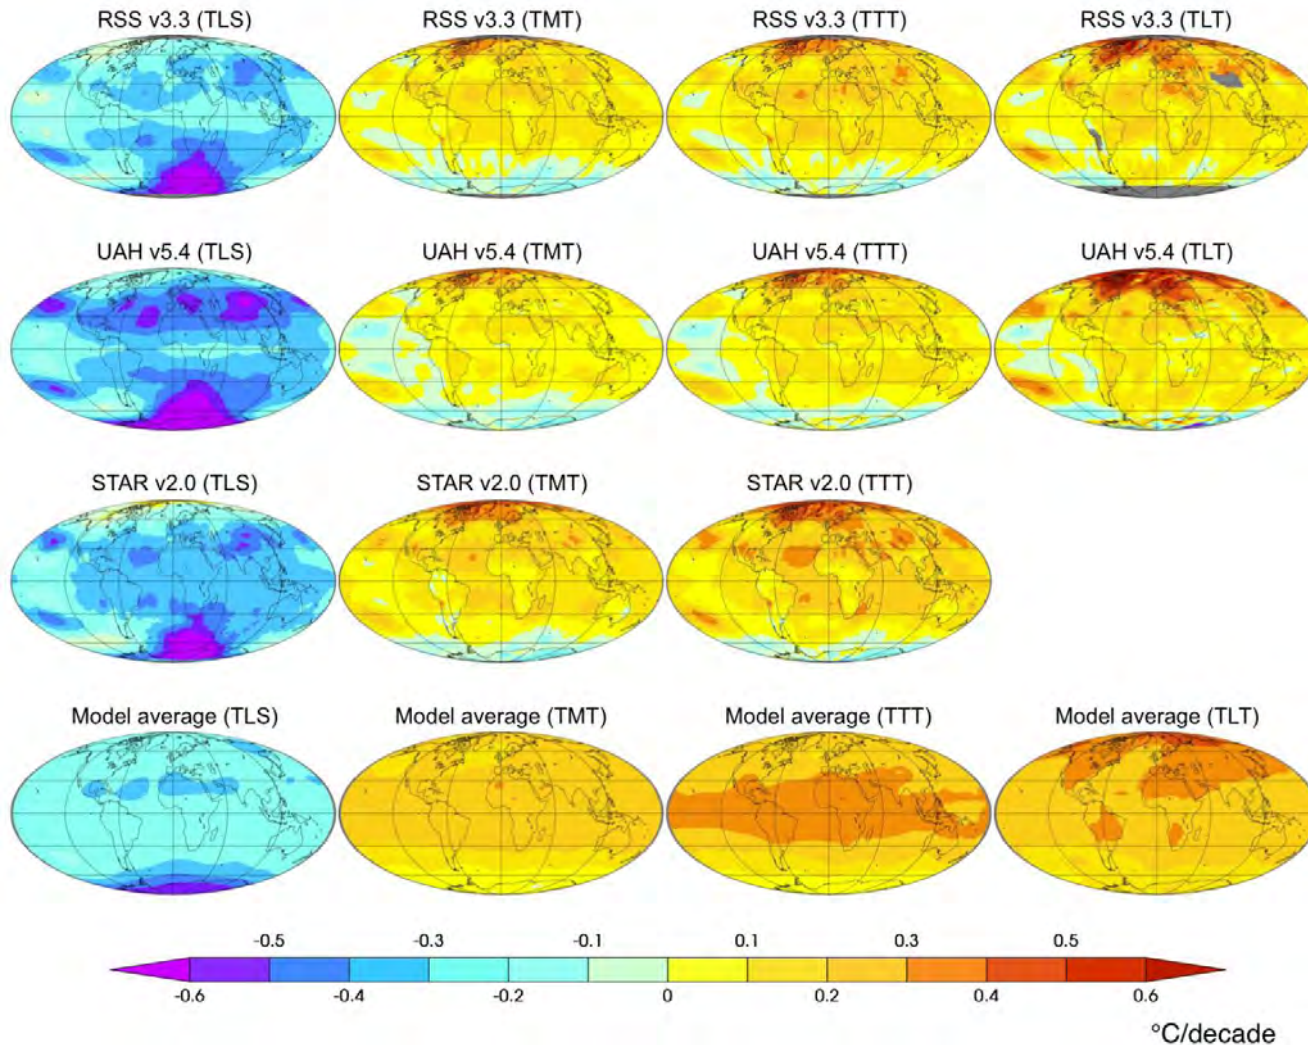 RSS v3.3 (TLS) RSS v3.3 (TMT) RSS v3.3 (TTT) RSS v3.3 (TLT)
UAH v5.4 (TLS) UAH v5.4 (TMT) UAH v5.4 (TTT) UAH v5.4 (TLT)
STAR v2.0 (TLS) STAR v2.0 (TMT) STAR v2.0 (TTT)
Model average (TLS) Model average (TMT) Model average (TTT) Model average (TLT)
-0.5 -0.3 -0.1 0.1 0.3 0.5
-0.6 -0.4 -0.2 0 0.2 0.4 0.6
°C/decade